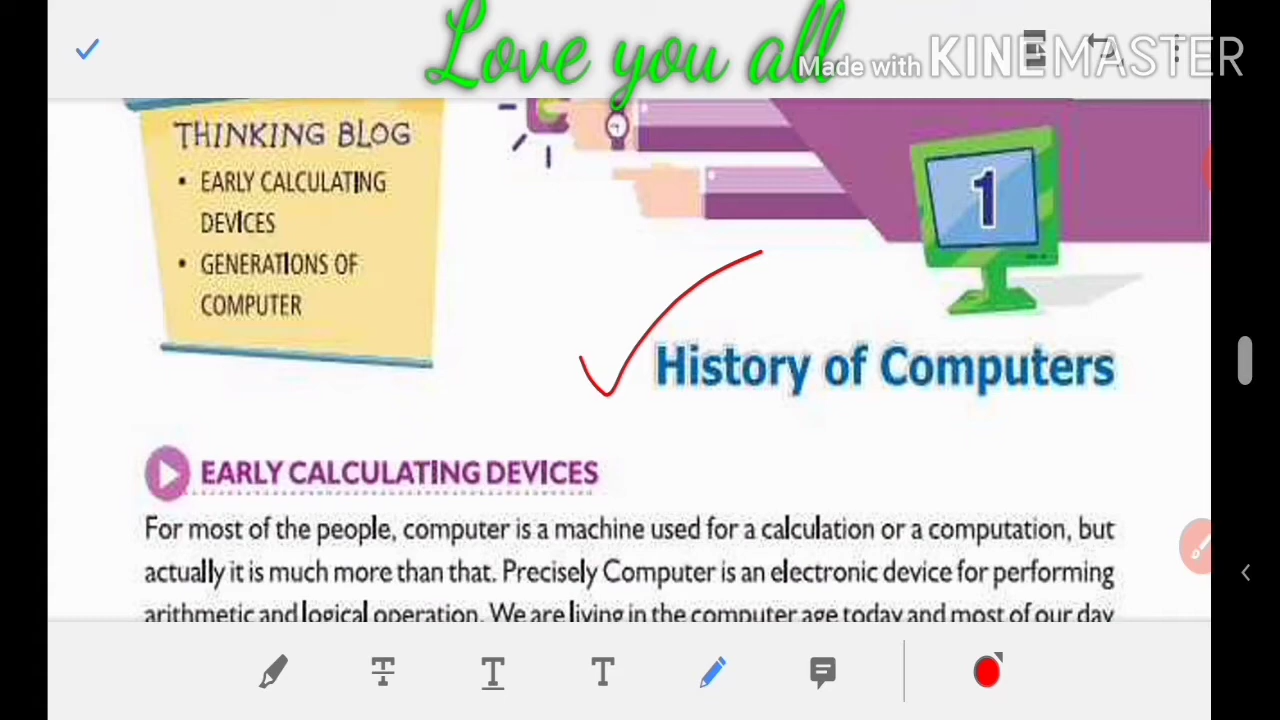 Love you all
Made with KINEMASTER
THINKING BLOG
• EARLY CALCULATING
DEVICES
• GENERATIONS OF
COMPUTER
1
History of Computers
EARLY CALCULATING DEVICES
For most of the people, computer is a machine used for a calculation or a computation, but
actually it is much more than that. Precisely Computer is an electronic device for performing
arithmetic and logical operation. We are living in the computer age today and most of our day
T
T
T